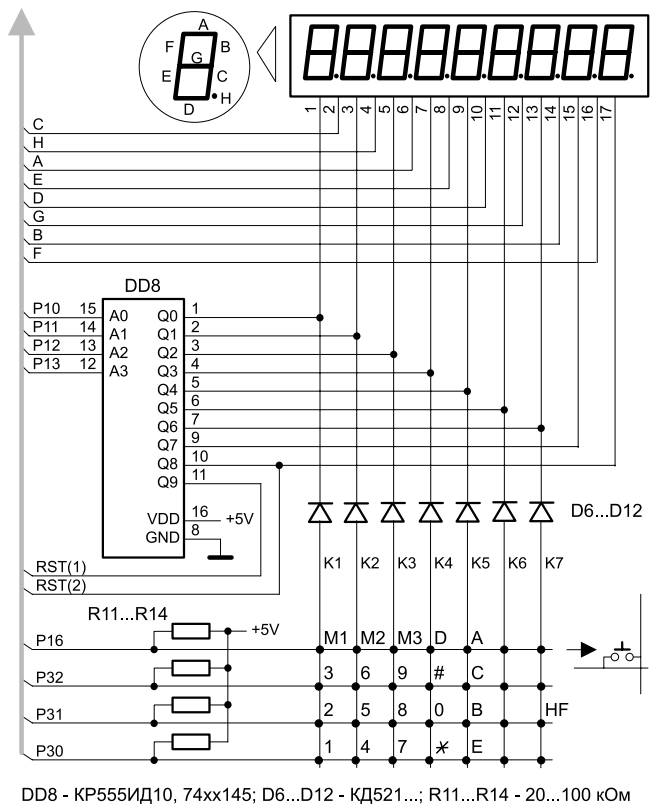 A
F B
G
E C
D H
1 2 3 4 5 6 7 8 9 10 11 12 13 14 15 16 17
C
H
A
E
D
G
B
F
DD8
P10 15 A0 Q0 1
P11 14 A1 Q1 2
P12 13 A2 Q2 3
P13 12 A3 Q3 4
Q4 5
Q5 6
Q6 7
Q7 9
Q8 10
Q9 11
VDD 16 +5V
GND 8
D6...D12
K1 K2 K3 K4 K5 K6 K7
RST(1)
RST(2)
R11...R14
+5V
P16 M1 M2 M3 D A
P32 3 6 9 # C
P31 2 5 8 0 B HF
P30 1 4 7 * E
DD8 - КР555ИД10, 74xx145; D6...D12 - КД521...; R11...R14 - 20...100 кОм